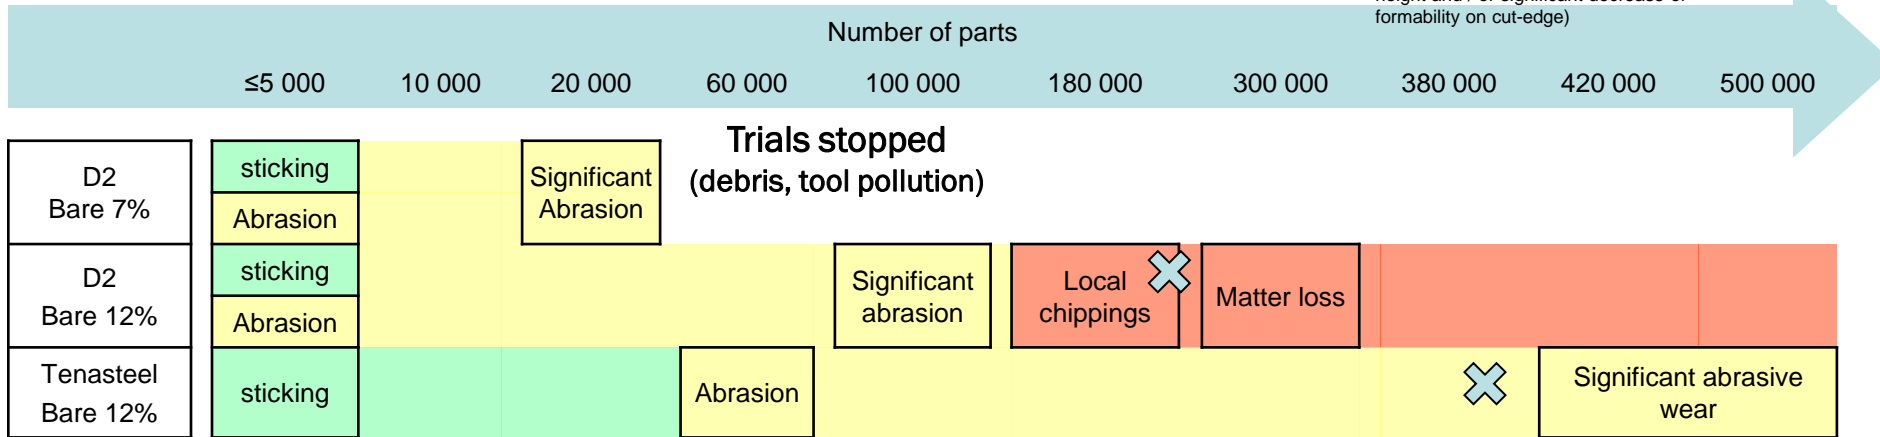 formability on cut-edge)
Number of parts
≤5 000 10 000 20 000 60 000 100 000 180 000 300 000 380 000 420 000 500 000
Trials stopped
(debris, tool pollution)
D2
Bare 7%
sticking
Abrasion
Significant
Abrasion
D2
Bare 12%
sticking
Abrasion
Significant
abrasion
Local
chippings
Matter loss
Tenasteel
Bare 12%
sticking
Abrasion
Significant abrasive
wear